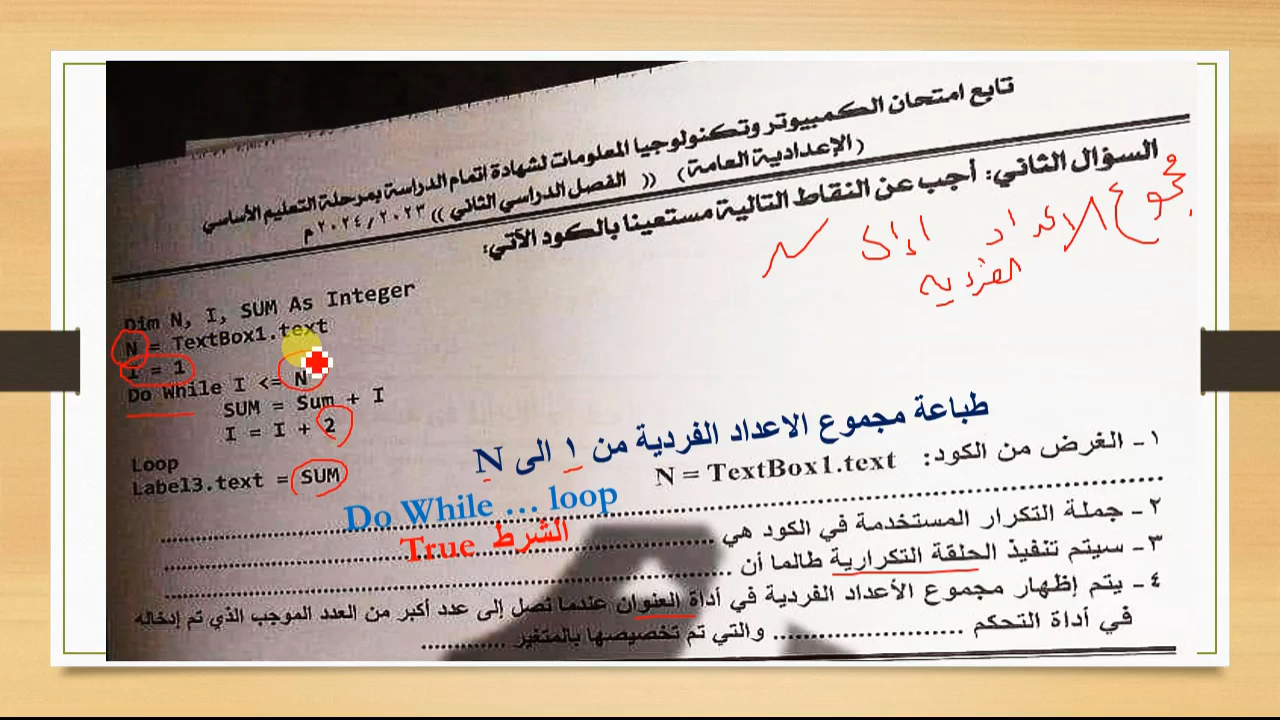 تابع امتحان الكمبيوتر وتكنولوجيا المعلومات لشهادة اتمام الدراسة بمرحلة التعليم الأساسي
(الإعدادية العامة) (( الفصل الدراسي الثاني )) ٢٠٢٤/٢٠٢٣ م
السؤال الثاني: أجب عن النقاط التالية مستعينا بالكود الآتي:
مجموع الاعداد
الفردية
Dim N, I, SUM As Integer
N = TextBox1.text
I = 1
Do While I <= N
SUM = Sum + I
I = I + 2
Loop
Label3.text = SUM
طباعة مجموع الاعداد الفردية من ١ الى N
١- الغرض من الكود: N = TextBox1.text
Do While … loop
٢- جملة التكرار المستخدمة في الكود هي
الشرط True
٣- سيتم تنفيذ الحلقة التكرارية طالما أن
٤- يتم إظهار مجموع الأعداد الفردية في أداة العنوان عندما نصل إلى عدد أكبر من العدد الموجب الذي تم إدخاله
في أداة التحكم ........................ والتي تم تخصيصها بالمتغير ............